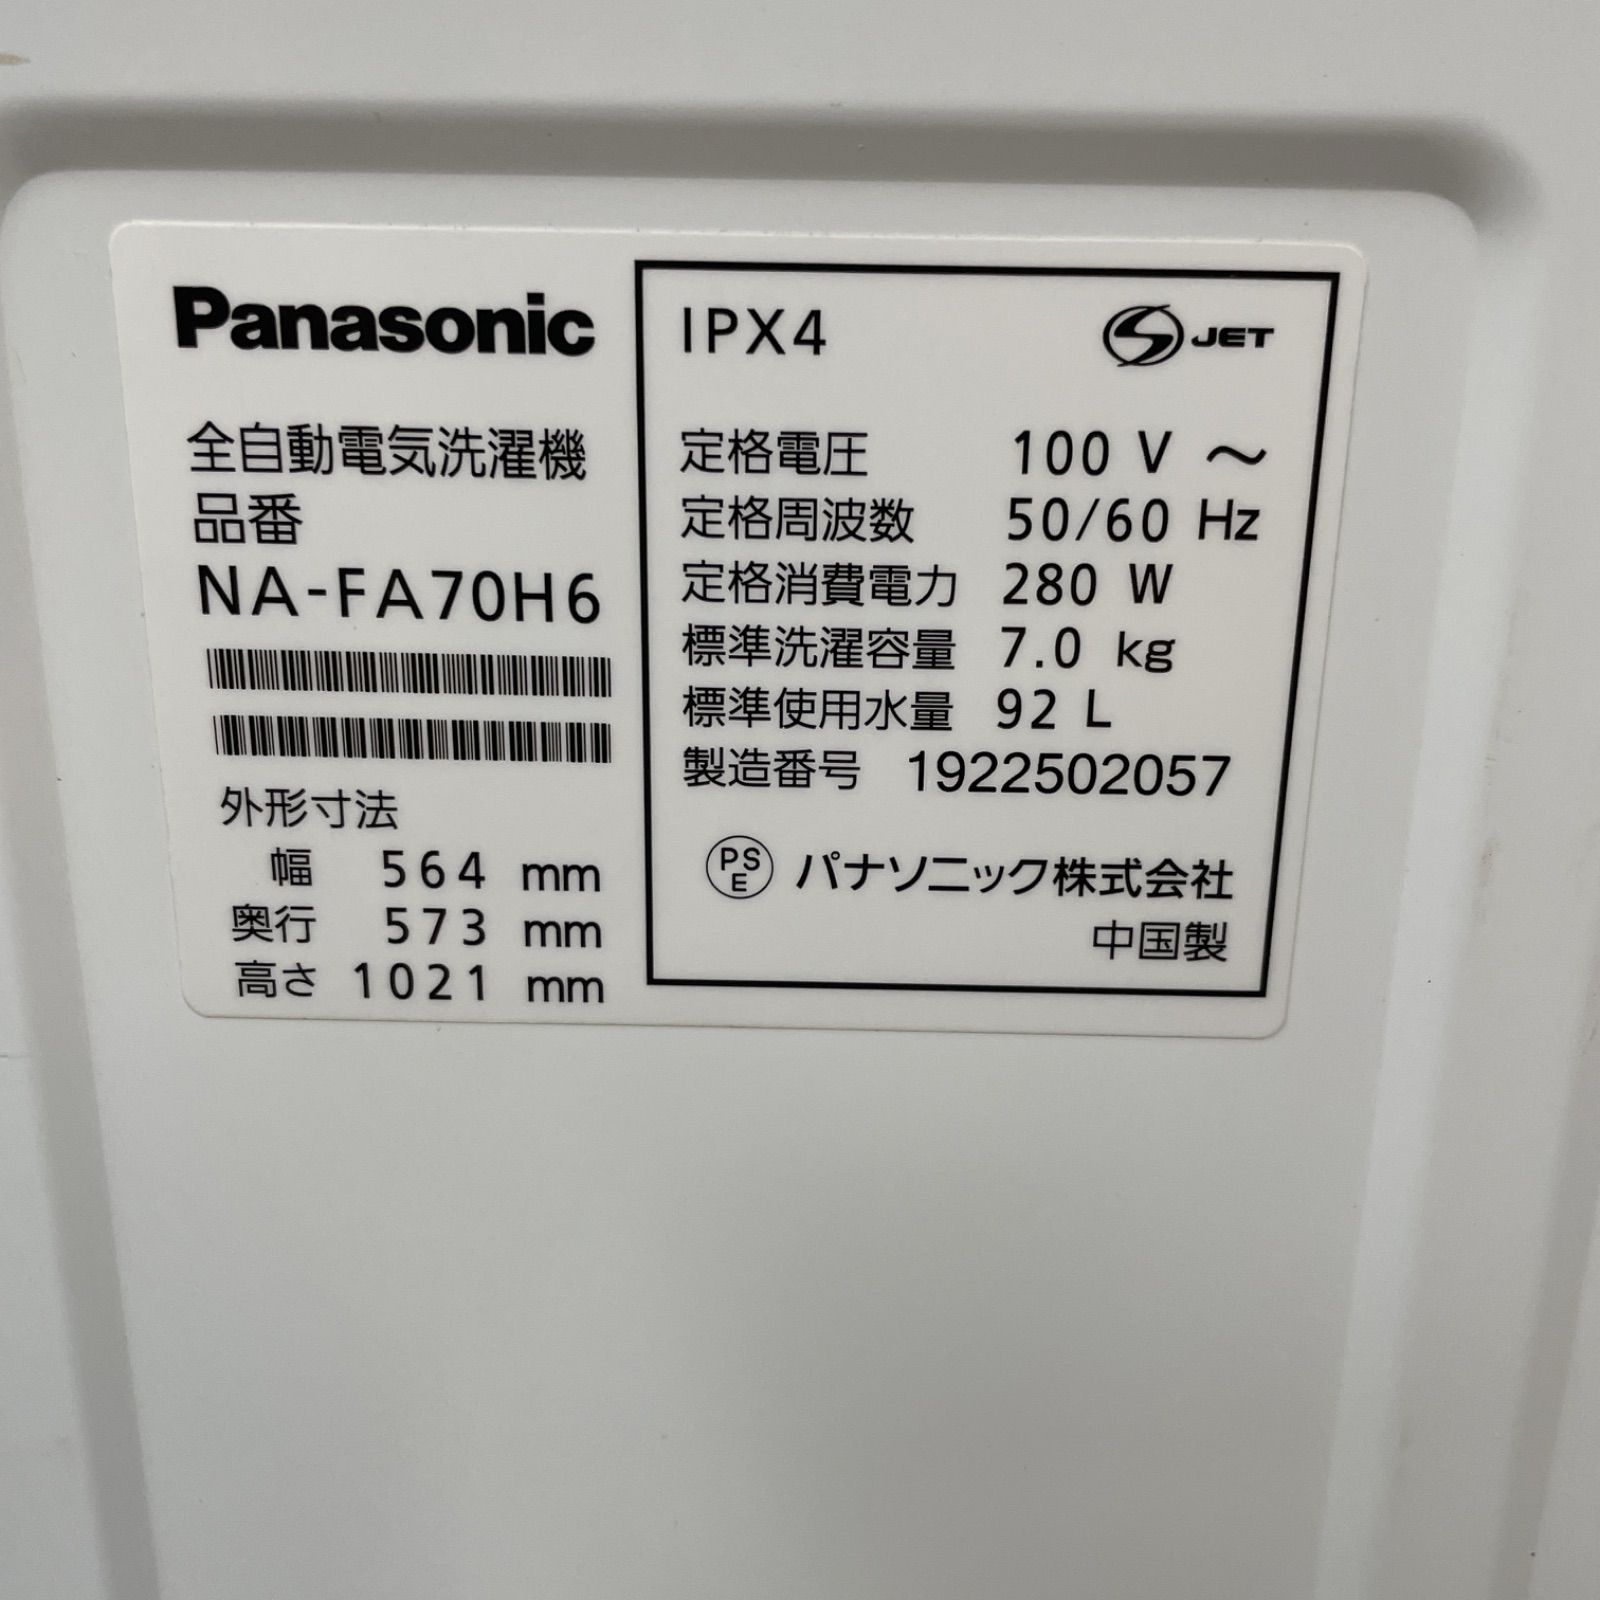 Panasonic
全自動電気洗濯機
品番
NA-FA70H6
外形寸法
幅 564 mm
奥行 573 mm
高さ 1021 mm
IPX4 S JET
定格電圧 100 V ～
定格周波数 50/60 Hz
定格消費電力 280 W
標準洗濯容量 7.0 kg
標準使用水量 92 L
製造番号 1922502057
PS
E パナソニック株式会社
中国製